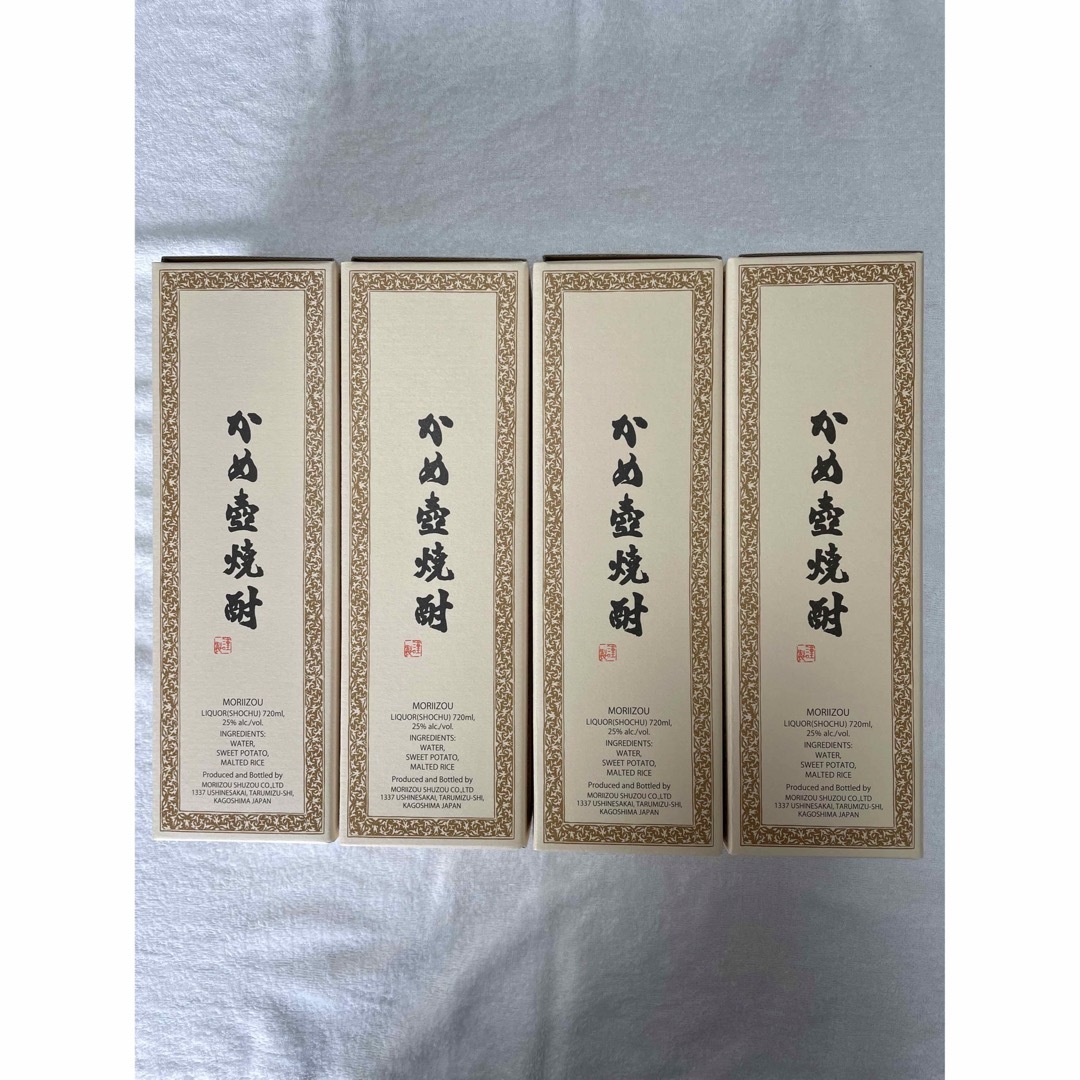 かめ壺焼酎
MORIIZOU
LIQUOR(SHOCHU) 720ml,
25% alc./vol.
INGREDIENTS:
WATER,
SWEET POTATO,
MALTED RICE
Produced and Bottled by
MORIIZOU SHUZOU CO.,LTD
1337 USHINESAKAI, TARUMIZU-SHI,
KAGOSHIMA JAPAN
かめ壺焼酎
MORIIZOU
LIQUOR(SHOCHU) 720ml,
25% alc./vol.
INGREDIENTS:
WATER,
SWEET POTATO,
MALTED RICE
Produced and Bottled by
MORIIZOU SHUZOU CO.,LTD
1337 USHINESAKAI, TARUMIZU-SHI,
KAGOSHIMA JAPAN
かめ壺焼酎
MORIIZOU
LIQUOR(SHOCHU) 720ml,
25% alc./vol.
INGREDIENTS:
WATER,
SWEET POTATO,
MALTED RICE
Produced and Bottled by
MORIIZOU SHUZOU CO.,LTD
1337 USHINESAKAI, TARUMIZU-SHI,
KAGOSHIMA JAPAN
かめ壺焼酎
MORIIZOU
LIQUOR(SHOCHU) 720ml,
25% alc./vol.
INGREDIENTS:
WATER,
SWEET POTATO,
MALTED RICE
Produced and Bottled by
MORIIZOU SHUZOU CO.,LTD
1337 USHINESAKAI, TARUMIZU-SHI,
KAGOSHIMA JAPAN